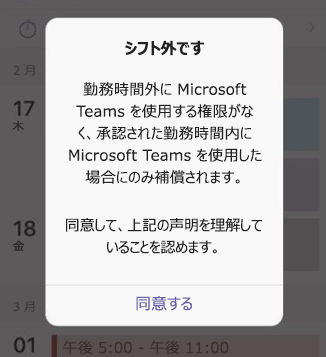 シフト外です
2 月
勤務時間外に Microsoft
Teams を使用する権限がな
く、承認された勤務時間内に
Microsoft Teams を使用した
場合にのみ補償されます。
17
木
同意して、上記の声明を理解して
いることを認めます。
18
金
同意する
3 月
01
午後 5:00 - 午後 11:00